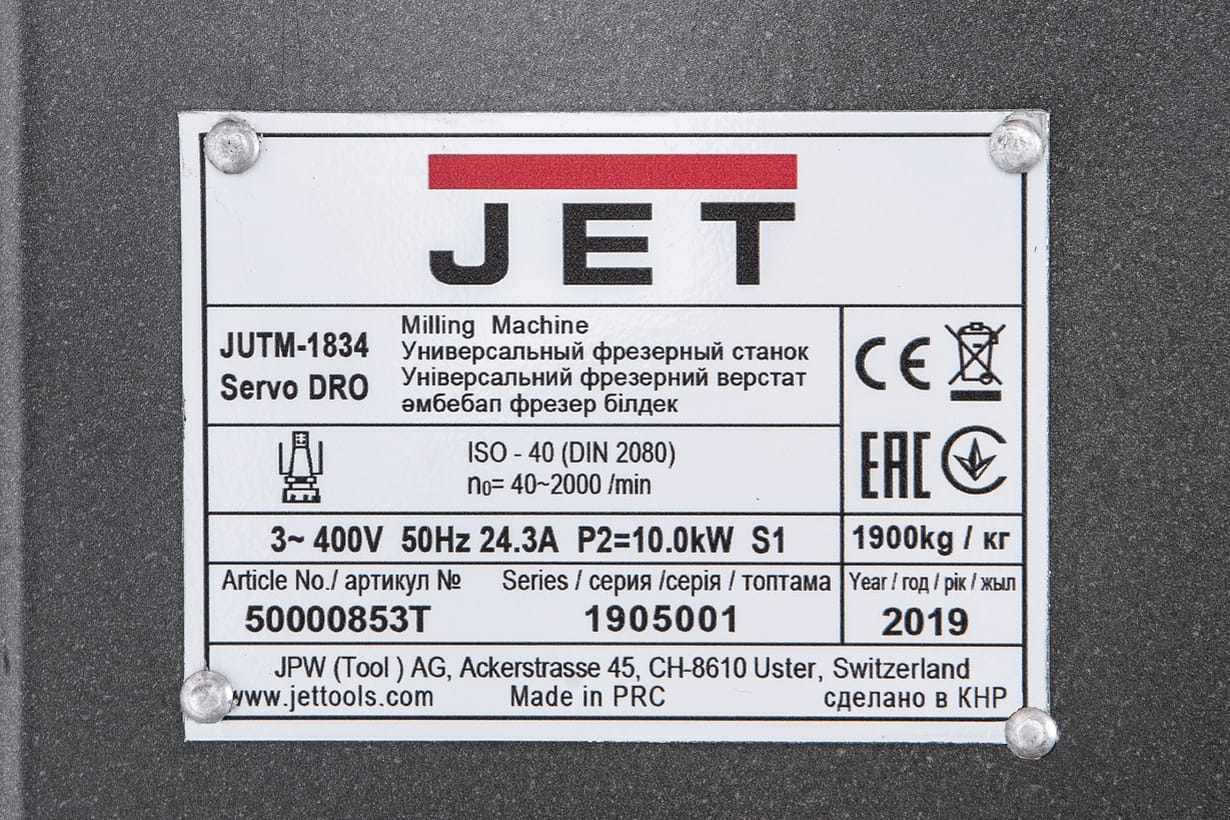 JET
JUTM-1834
Servo DRO
Milling Machine
Универсальный фрезерный станок
Універсальний фрезерний верстат
әмбебап фрезер білдек
CE
EAC
ISO - 40 (DIN 2080)
n₀= 40~2000 /min
3~ 400V 50Hz 24.3A P2=10.0kW S1
1900kg / кг
Article No./ артикул №
50000853T
Series / серия /серія / топтама
1905001
Year / год / рік / жыл
2019
JPW (Tool ) AG, Ackerstrasse 45, CH-8610 Uster, Switzerland
www.jettools.com Made in PRC сделано в КНР